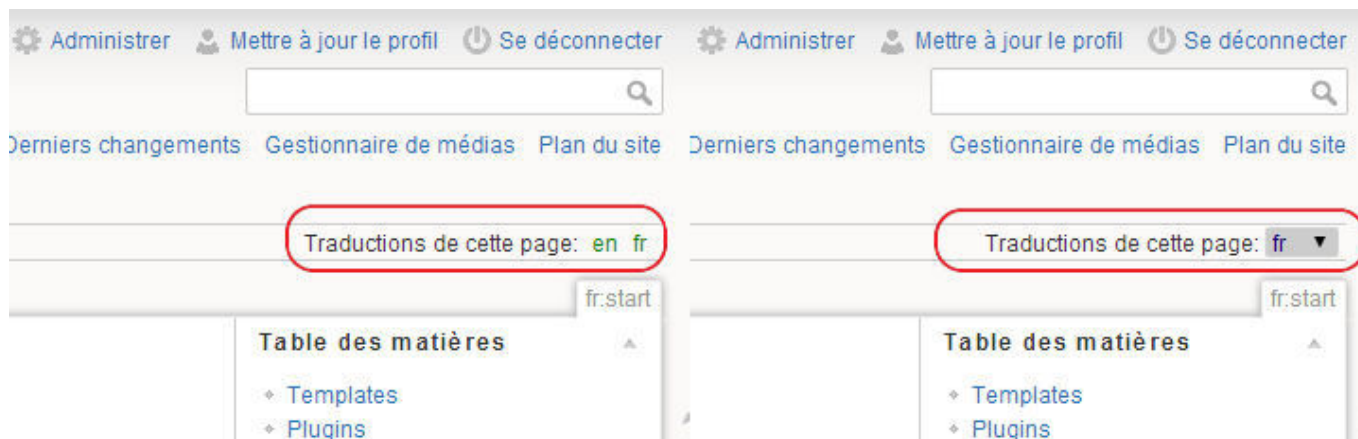 Administrer Mettre à jour le profil Se déconnecter
Derniers changements Gestionnaire de médias Plan du site
Traductions de cette page: en fr
fr:start
Table des matières
Templates
Plugins
Administrer Mettre à jour le profil Se déconnecter
Derniers changements Gestionnaire de médias Plan du site
Traductions de cette page: fr
fr:start
Table des matières
Templates
Plugins